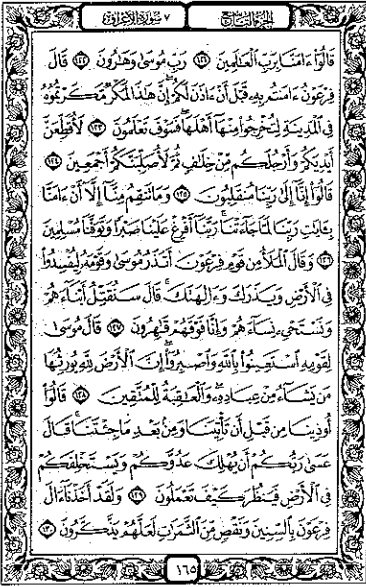 الجزء التاسع ٧ سورة الأعراف
قَالُوٓا۟ ءَامَنَّا بِرَبِّ ٱلْعَٰلَمِينَ ١٢١ رَبِّ مُوسَىٰ وَهَٰرُونَ ١٢٢ قَالَ
فِرْعَوْنُ ءَامَنتُم بِهِۦ قَبْلَ أَنْ ءَاذَنَ لَكُمْ إِنَّ هَٰذَا لَمَكْرٌ مَّكَرْتُمُوهُ
فِى ٱلْمَدِينَةِ لِتُخْرِجُوا۟ مِنْهَآ أَهْلَهَا فَسَوْفَ تَعْلَمُونَ ١٢٣ لَأُقَطِّعَنَّ
أَيْدِيَكُمْ وَأَرْجُلَكُم مِّنْ خِلَٰفٍ ثُمَّ لَأُصَلِّبَنَّكُمْ أَجْمَعِينَ ١٢٤
قَالُوٓا۟ إِنَّآ إِلَىٰ رَبِّنَا مُنقَلِبُونَ ١٢٥ وَمَا تَنقِمُ مِنَّآ إِلَّآ أَنْ ءَامَنَّا
بِـَٔايَٰتِ رَبِّنَا لَمَّا جَآءَتْنَا رَبَّنَآ أَفْرِغْ عَلَيْنَا صَبْرًا وَتَوَفَّنَا مُسْلِمِينَ
١٢٦ وَقَالَ ٱلْمَلَأُ مِن قَوْمِ فِرْعَوْنَ أَتَذَرُ مُوسَىٰ وَقَوْمَهُۥ لِيُفْسِدُوا۟
فِى ٱلْأَرْضِ وَيَذَرَكَ وَءَالِهَتَكَ قَالَ سَنُقَتِّلُ أَبْنَآءَهُمْ
وَنَسْتَحْىِۦ نِسَآءَهُمْ وَإِنَّا فَوْقَهُمْ قَٰهِرُونَ ١٢٧ قَالَ مُوسَىٰ
لِقَوْمِهِ ٱسْتَعِينُوا۟ بِٱللَّهِ وَٱصْبِرُوٓا۟ إِنَّ ٱلْأَرْضَ لِلَّهِ يُورِثُهَا
مَن يَشَآءُ مِنْ عِبَادِهِۦ وَٱلْعَٰقِبَةُ لِلْمُتَّقِينَ ١٢٨ قَالُوٓا۟
أُوذِينَا مِن قَبْلِ أَن تَأْتِيَنَا وَمِنۢ بَعْدِ مَا جِئْتَنَا قَالَ
عَسَىٰ رَبُّكُمْ أَن يُهْلِكَ عَدُوَّكُمْ وَيَسْتَخْلِفَكُمْ
فِى ٱلْأَرْضِ فَيَنظُرَ كَيْفَ تَعْمَلُونَ ١٢٩ وَلَقَدْ أَخَذْنَآ ءَالَ
فِرْعَوْنَ بِٱلسِّنِينَ وَنَقْصٍ مِّنَ ٱلثَّمَرَٰتِ لَعَلَّهُمْ يَذَّكَّرُونَ ١٣٠
١٦٥